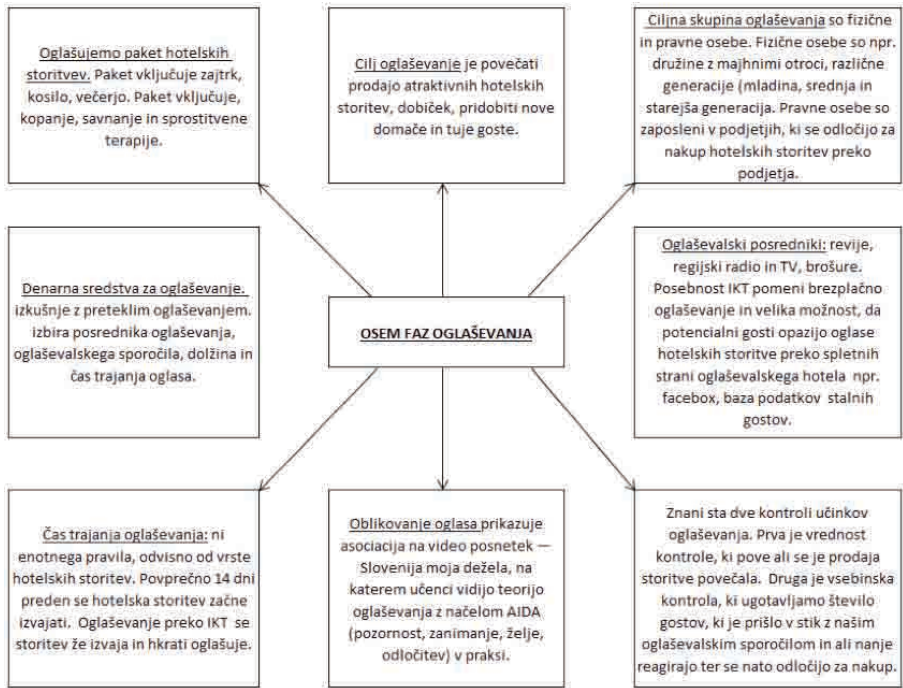 Oglašujemo paket hotelskih
storitvev. Paket vključuje zajtrk,
kosilo, večerjo. Paket vključuje,
kopanje, savnanje in sprostitvene
terapije.
Cilj oglaševanje je povečati
prodajo atraktivnih hotelskih
storitev, dobiček, pridobiti nove
domače in tuje goste.
Ciljna skupina oglaševanja so fizične
in pravne osebe. Fizične osebe so npr.
družine z majhnimi otroci, različne
generacije (mladina, srednja in
starejša generacija. Pravne osebe so
zaposleni v podjetjih, ki se odločijo za
nakup hotelskih storitev preko
podjetja.
Denarna sredstva za oglaševanje.
izkušnje z preteklim oglaševanjem.
izbira posrednika oglaševanja,
oglaševalskega sporočila, dolžina in
čas trajanja oglasa.
OSEM FAZ OGLAŠEVANJA
Oglaševalski posredniki: revije,
regijski radio in TV, brošure.
Posebnost IKT pomeni brezplačno
oglaševanje in velika možnost, da
potencialni gosti opazijo oglase
hotelskih storitve preko spletnih
strani oglaševalskega hotela npr.
facebox, baza podatkov stalnih
gostov.
Čas trajanja oglaševanja: ni
enotnega pravila, odvisno od vrste
hotelskih storitev. Povprečno 14 dni
preden se hotelska storitev začne
izvajati. Oglaševanje preko IKT se
storitev že izvaja in hkrati oglašuje.
Oblikovanje oglasa prikazuje
asociacija na video posnetek —
Slovenija moja dežela, na
katerem učenci vidijo teorijo
oglaševanja z načelom AIDA
(pozornost, zanimanje, želje,
odločitev) v praksi.
Znani sta dve kontroli učinkov
oglaševanja. Prva je vrednost
kontrole, ki pove ali se je prodaja
storitve povečala. Druga je vsebinska
kontrola, ki ugotavljamo število
gostov, ki je prišlo v stik z našim
oglaševalskim sporočilom in ali nanje
reagirajo ter se nato odločijo za nakup.